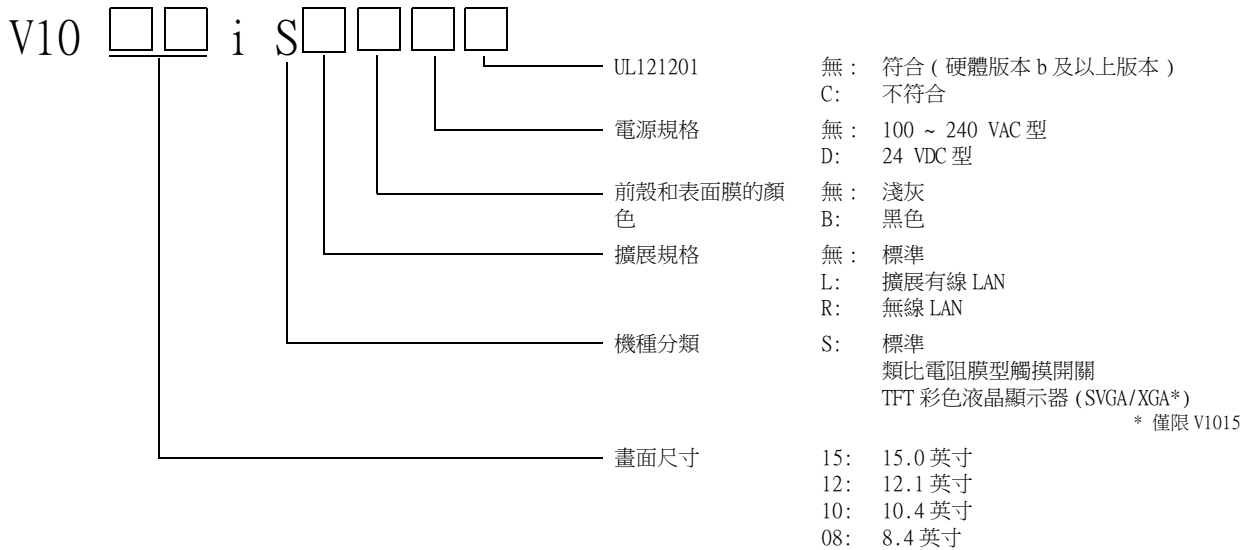 V10 □□ i S□□□□
UL121201 無： 符合 ( 硬體版本 b 及以上版本 )
C: 不符合
電源規格 無： 100 ~ 240 VAC 型
D: 24 VDC 型
前殼和表面膜的顏 無： 淺灰
色 B: 黑色
擴展規格 無： 標準
L: 擴展有線 LAN
R: 無線 LAN
機種分類 S: 標準
類比電阻膜型觸摸開關
TFT 彩色液晶顯示器 (SVGA/XGA*)
* 僅限 V1015
畫面尺寸 15: 15.0 英寸
12: 12.1 英寸
10: 10.4 英寸
08: 8.4 英寸